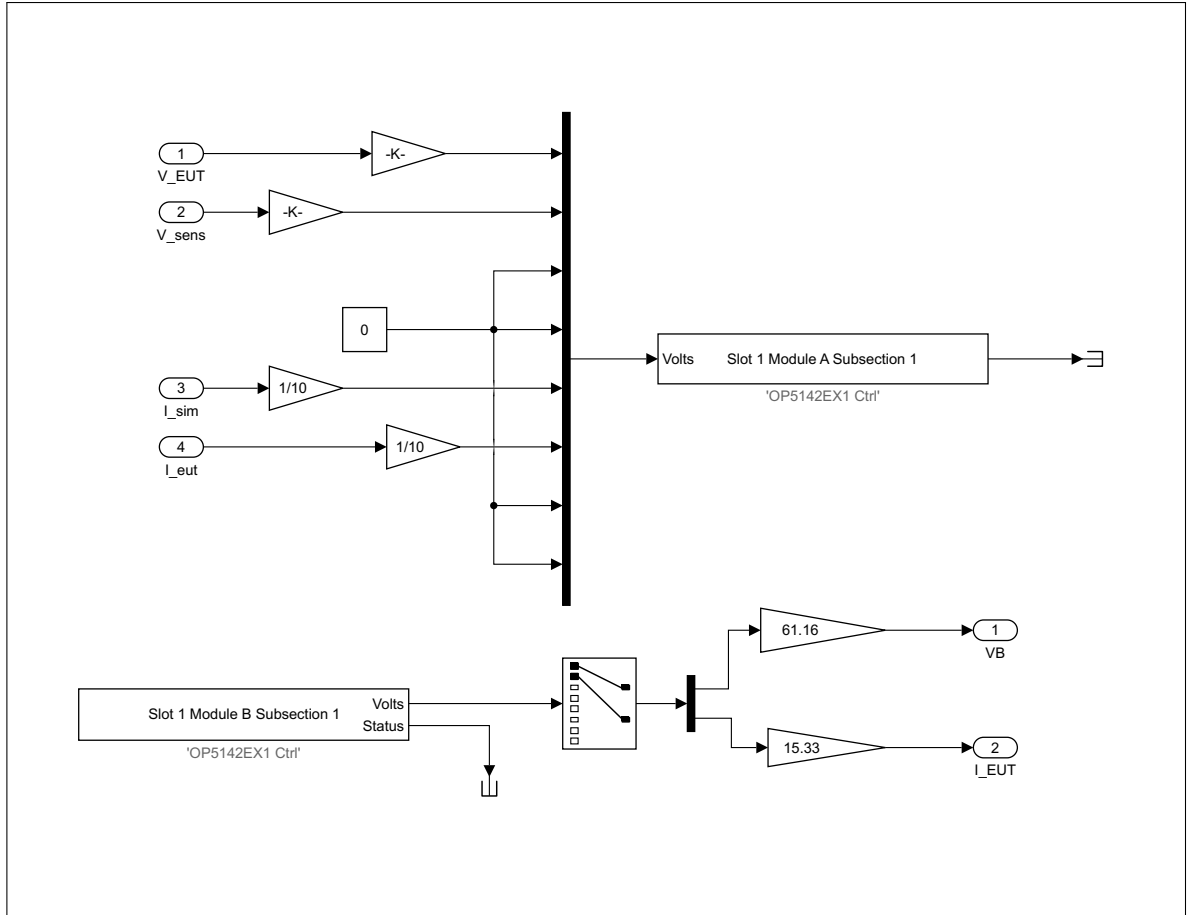 1
-K-
V_EUT
2
-K-
V_sens
0
Volts
Slot 1 Module A Subsection 1
'OP5142EX1 Ctrl'
3
1/10
I_sim
4
1/10
I_eut
61.16
1
VB
Slot 1 Module B Subsection 1
Volts
Status
'OP5142EX1 Ctrl'
15.33
2
I_EUT